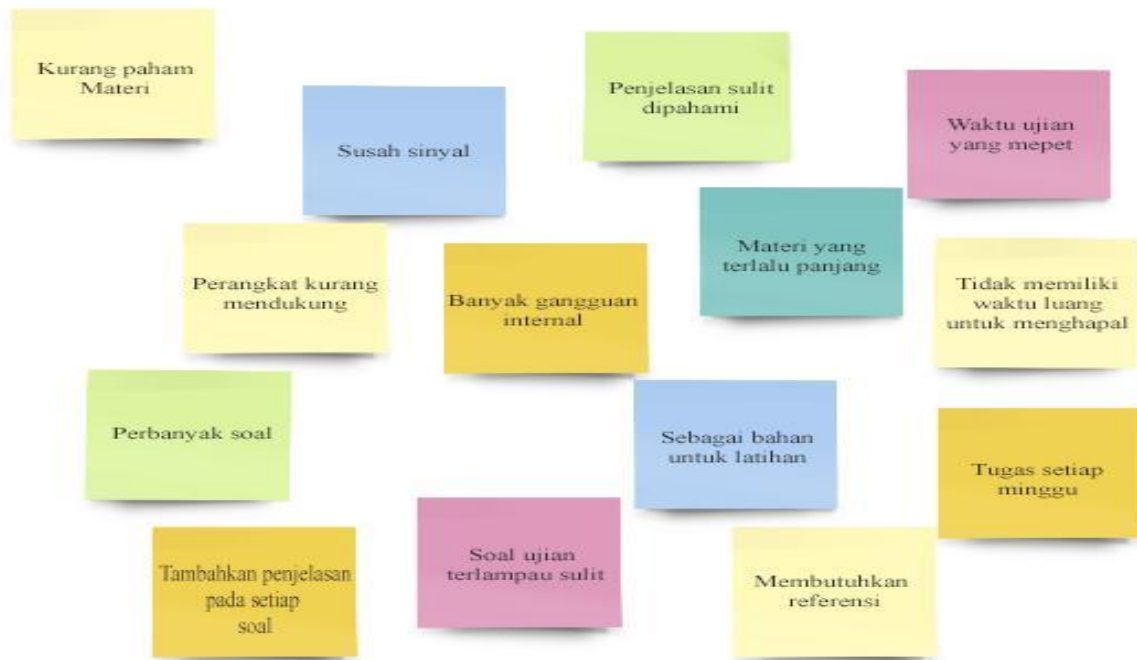 Kurang paham
Materi
Susah sinyal
Penjelasan sulit
dipahami
Waktu ujian
yang mepet
Perangkat kurang
mendukung
Banyak gangguan
internal
Materi yang
terlalu panjang
Tidak memiliki
waktu luang
untuk menghapal
Perbanyak soal
Sebagai bahan
untuk latihan
Tugas setiap
minggu
Tambahkan penjelasan
pada setiap
soal
Soal ujian
terlampau sulit
Membutuhkan
referensi